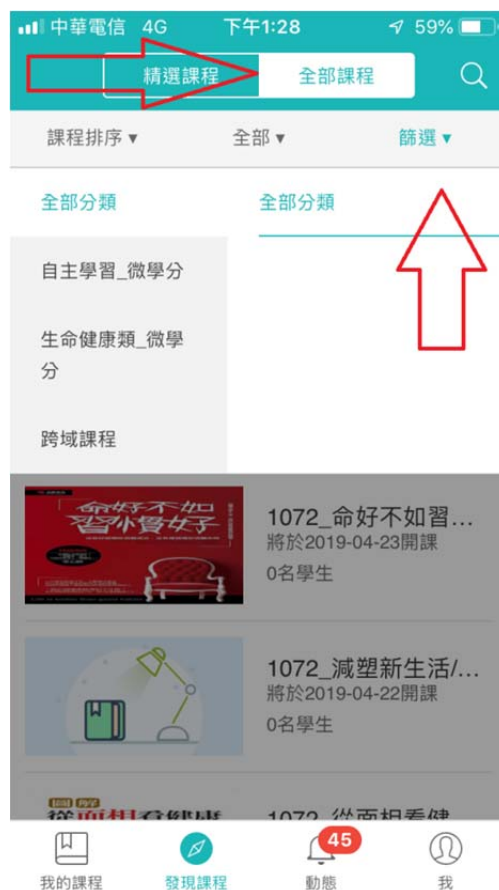 中華電信 4G 下午1:28 59%
精選課程 全部課程
課程排序▼ 全部▼ 篩選▼
全部分類 全部分類
自主學習_微學分
生命健康類_微學
分
跨域課程
命好不如
習慣好
1072_命好不如習...
將於2019-04-23開課
0名學生
1072_減塑新生活/...
將於2019-04-22開課
0名學生
從面相看健康
1072_從面相看健
45
我的課程 發現課程 動態 我